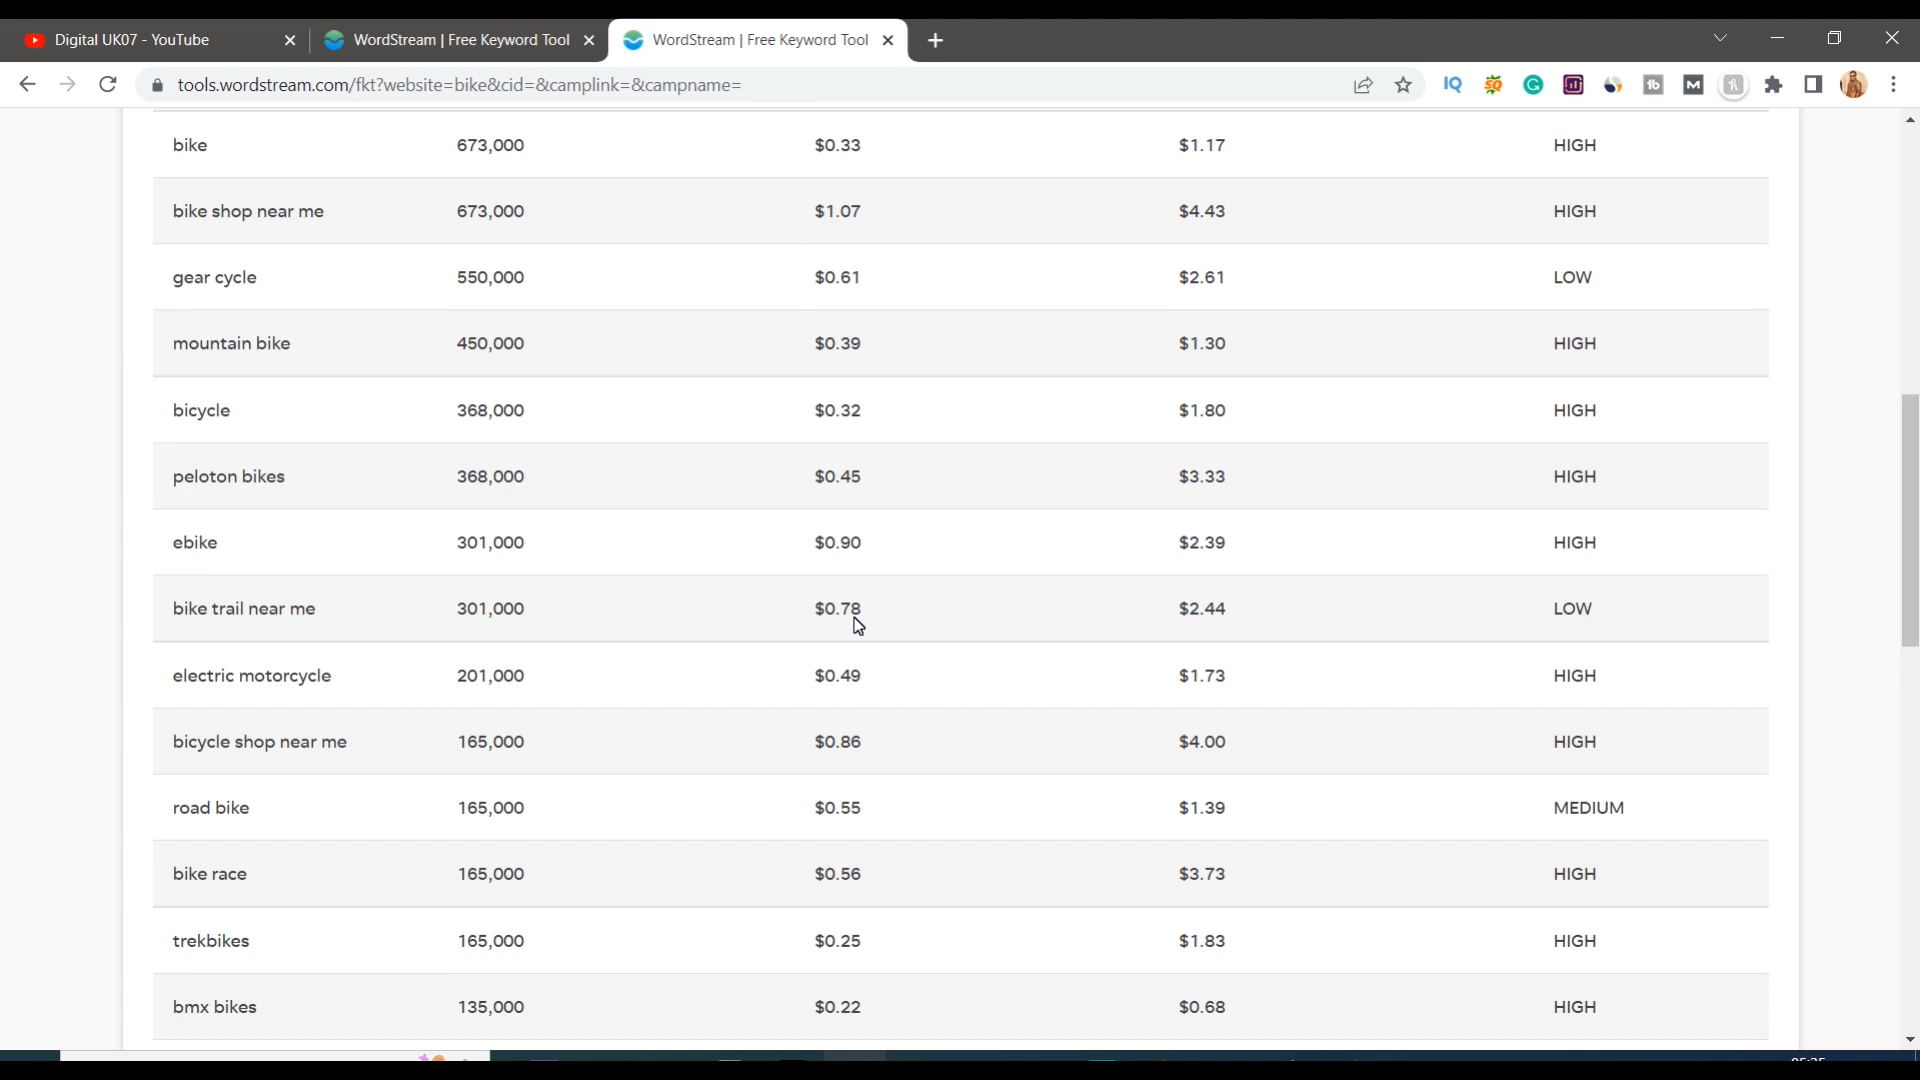 Digital UK07 - YouTube
WordStream | Free Keyword Tool
WordStream | Free Keyword Tool
tools.wordstream.com/fkt?website=bike&cid=&camplink=&campname=
bike 673,000 $0.33 $1.17 HIGH
bike shop near me 673,000 $1.07 $4.43 HIGH
gear cycle 550,000 $0.61 $2.61 LOW
mountain bike 450,000 $0.39 $1.30 HIGH
bicycle 368,000 $0.32 $1.80 HIGH
peloton bikes 368,000 $0.45 $3.33 HIGH
ebike 301,000 $0.90 $2.39 HIGH
bike trail near me 301,000 $0.78 $2.44 LOW
electric motorcycle 201,000 $0.49 $1.73 HIGH
bicycle shop near me 165,000 $0.86 $4.00 HIGH
road bike 165,000 $0.55 $1.39 MEDIUM
bike race 165,000 $0.56 $3.73 HIGH
trekbikes 165,000 $0.25 $1.83 HIGH
bmx bikes 135,000 $0.22 $0.68 HIGH